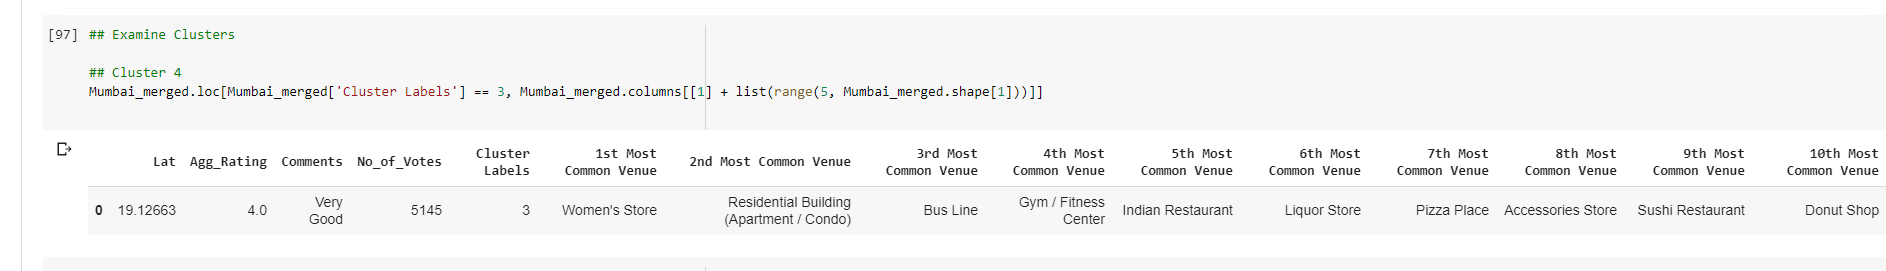 [97] ## Examine Clusters
## Cluster 4
Mumbai_merged.loc[Mumbai_merged['Cluster Labels'] == 3, Mumbai_merged.columns[[1] + list(range(5, Mumbai_merged.shape[1]))]]
Lat Agg_Rating Comments No_of_Votes Cluster Labels 1st Most Common Venue 2nd Most Common Venue 3rd Most Common Venue 4th Most Common Venue 5th Most Common Venue 6th Most Common Venue 7th Most Common Venue 8th Most Common Venue 9th Most Common Venue 10th Most Common Venue
0 19.12663 4.0 Very Good 5145 3 Women's Store Residential Building (Apartment / Condo) Bus Line Gym / Fitness Center Indian Restaurant Liquor Store Pizza Place Accessories Store Sushi Restaurant Donut Shop